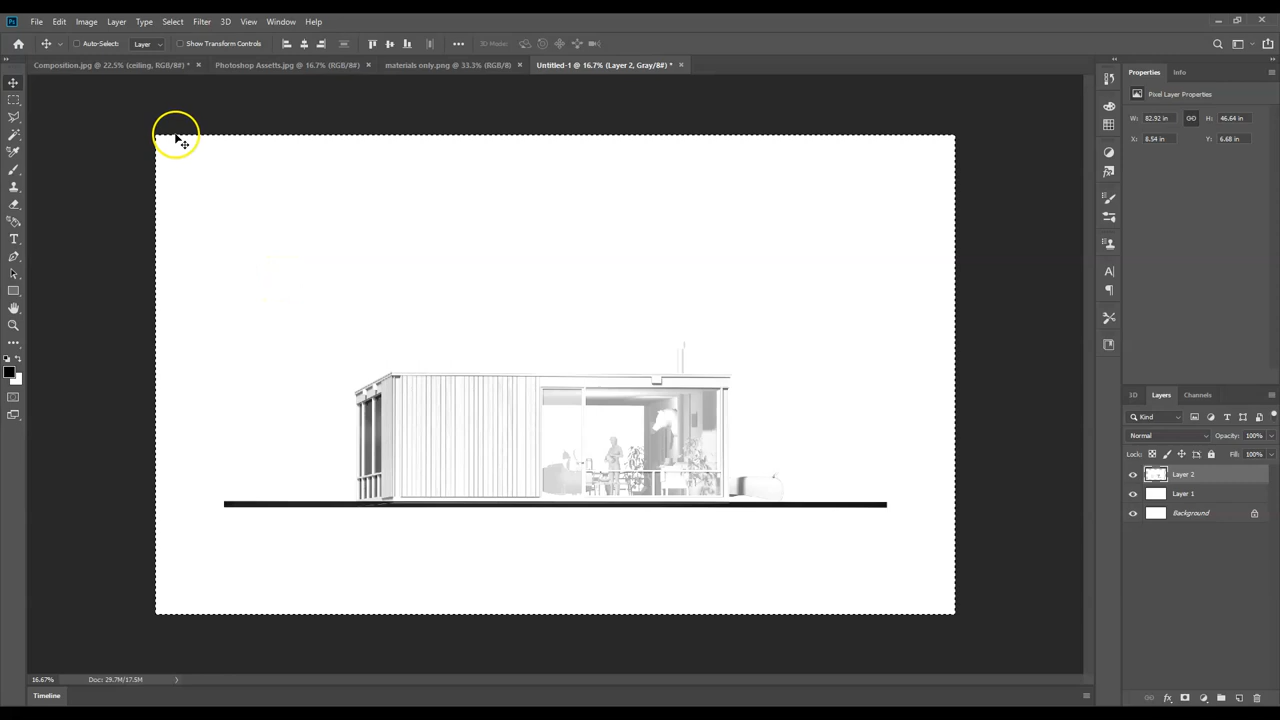 Ps File Edit Image Layer Type Select Filter 3D View Window Help
Auto-Select: Layer Show Transform Controls 3D Mode:
Composition.jpg @ 22.5% (ceiling, RGB/8#) * Photoshop Assetts.jpg @ 16.7% (RGB/8#) materials only.png @ 33.3% (RGB/8) Untitled-1 @ 16.7% (Layer 2, Gray/8#) *
Properties Info
Pixel Layer Properties
W: 82.92 in H: 46.64 in
X: 8.54 in Y: 6.68 in
3D Layers Channels
Kind
Normal Opacity: 100%
Lock: Fill: 100%
Layer 2
Layer 1
Background
16.67% Doc: 29.7M/17.5M
Timeline